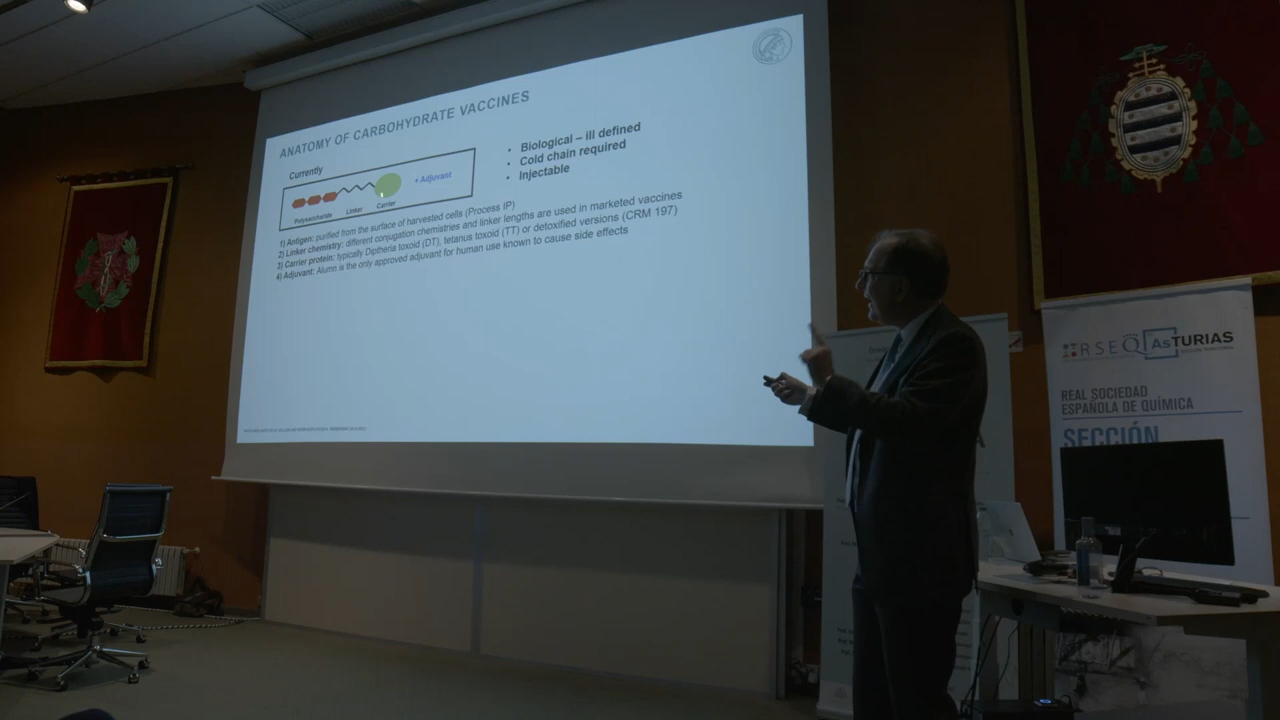 ANATOMY OF CARBOHYDRATE VACCINES
Currently
+ Adjuvant
Polysaccharide
Linker
Carrier
• Biological – ill defined
• Cold chain required
• Injectable
1) Antigen: purified from the surface of harvested cells (Process IP)
2) Linker chemistry: different conjugation chemistries and linker lengths are used in marketed vaccines
3) Carrier protein: typically Diptheria toxoid (DT), tetanus toxoid (TT) or detoxified versions (CRM 197)
4) Adjuvant: Alumn is the only approved adjuvant for human use known to cause side effects
RSEQ AsTURIAS
REAL SOCIEDAD
ESPAÑOLA DE QUÍMICA
SECCIÓN